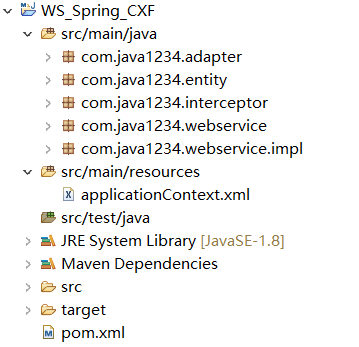 WS_Spring_CXF
src/main/java
com.java1234.adapter
com.java1234.entity
com.java1234.interceptor
com.java1234.webservice
com.java1234.webservice.impl
src/main/resources
applicationContext.xml
src/test/java
JRE System Library [JavaSE-1.8]
Maven Dependencies
src
target
pom.xml